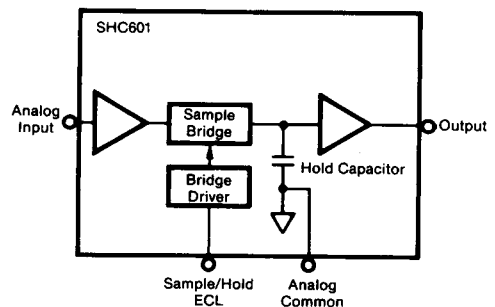 SHC601
Analog
Input
Sample
Bridge
Output
Hold Capacitor
Bridge
Driver
Sample/Hold
ECL
Analog
Common